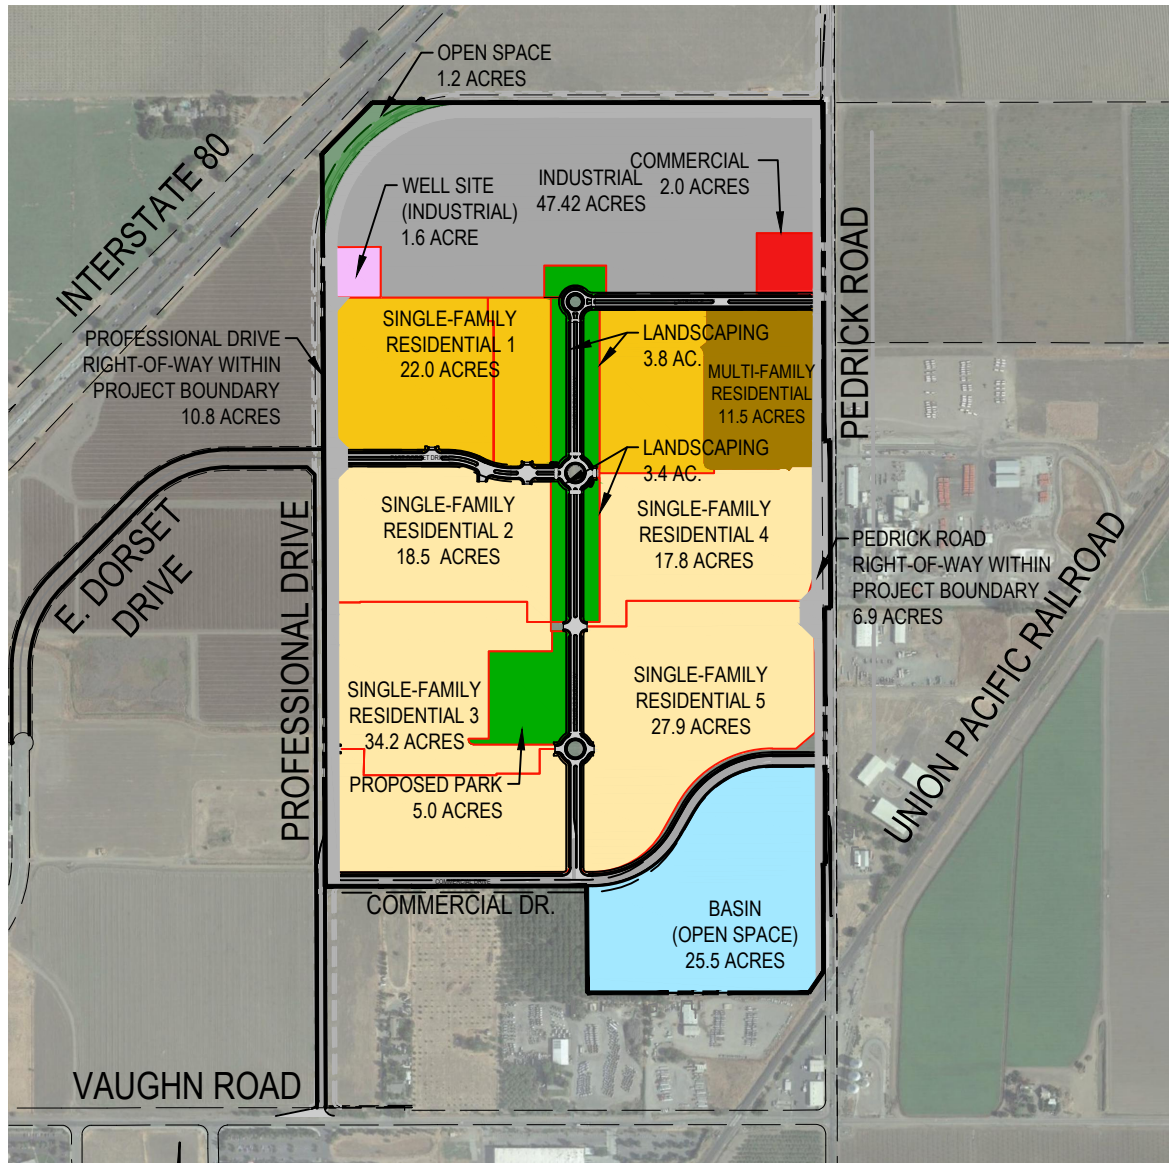 OPEN SPACE
1.2 ACRES
INTERSTATE 80
WELL SITE
(INDUSTRIAL)
1.6 ACRE
INDUSTRIAL
47.42 ACRES
COMMERCIAL
2.0 ACRES
PEDRICK ROAD
PROFESSIONAL DRIVE
RIGHT-OF-WAY WITHIN
PROJECT BOUNDARY
10.8 ACRES
SINGLE-FAMILY
RESIDENTIAL 1
22.0 ACRES
LANDSCAPING
3.8 AC.
MULTI-FAMILY
RESIDENTIAL
11.5 ACRES
LANDSCAPING
3.4 AC.
E. DORSET
DRIVE
PROFESSIONAL DRIVE
SINGLE-FAMILY
RESIDENTIAL 2
18.5 ACRES
SINGLE-FAMILY
RESIDENTIAL 4
17.8 ACRES
PEDRICK ROAD
RIGHT-OF-WAY WITHIN
PROJECT BOUNDARY
6.9 ACRES
UNION PACIFIC RAILROAD
SINGLE-FAMILY
RESIDENTIAL 3
34.2 ACRES
SINGLE-FAMILY
RESIDENTIAL 5
27.9 ACRES
PROPOSED PARK
5.0 ACRES
COMMERCIAL DRIVE
COMMERCIAL DR.
BASIN
(OPEN SPACE)
25.5 ACRES
VAUGHN ROAD